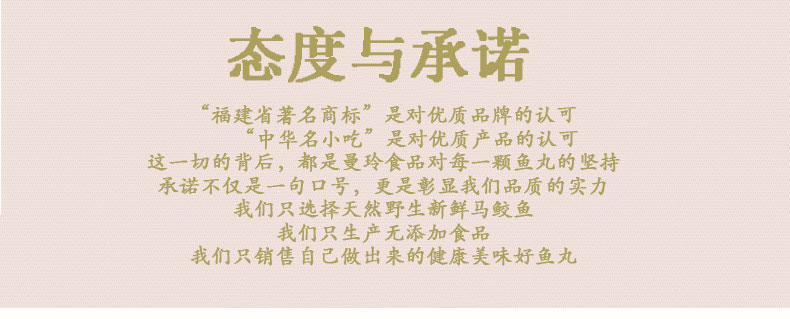 态度与承诺
“福建省著名商标”是对优质品牌的认可
“中华名小吃”是对优质产品的认可
这一切的背后，都是曼玲食品对每一颗鱼丸的坚持
承诺不仅是一句口号，更是彰显我们品质的实力
我们只选择天然野生新鲜马鲛鱼
我们只生产无添加食品
我们只销售自己做出来的健康美味好鱼丸